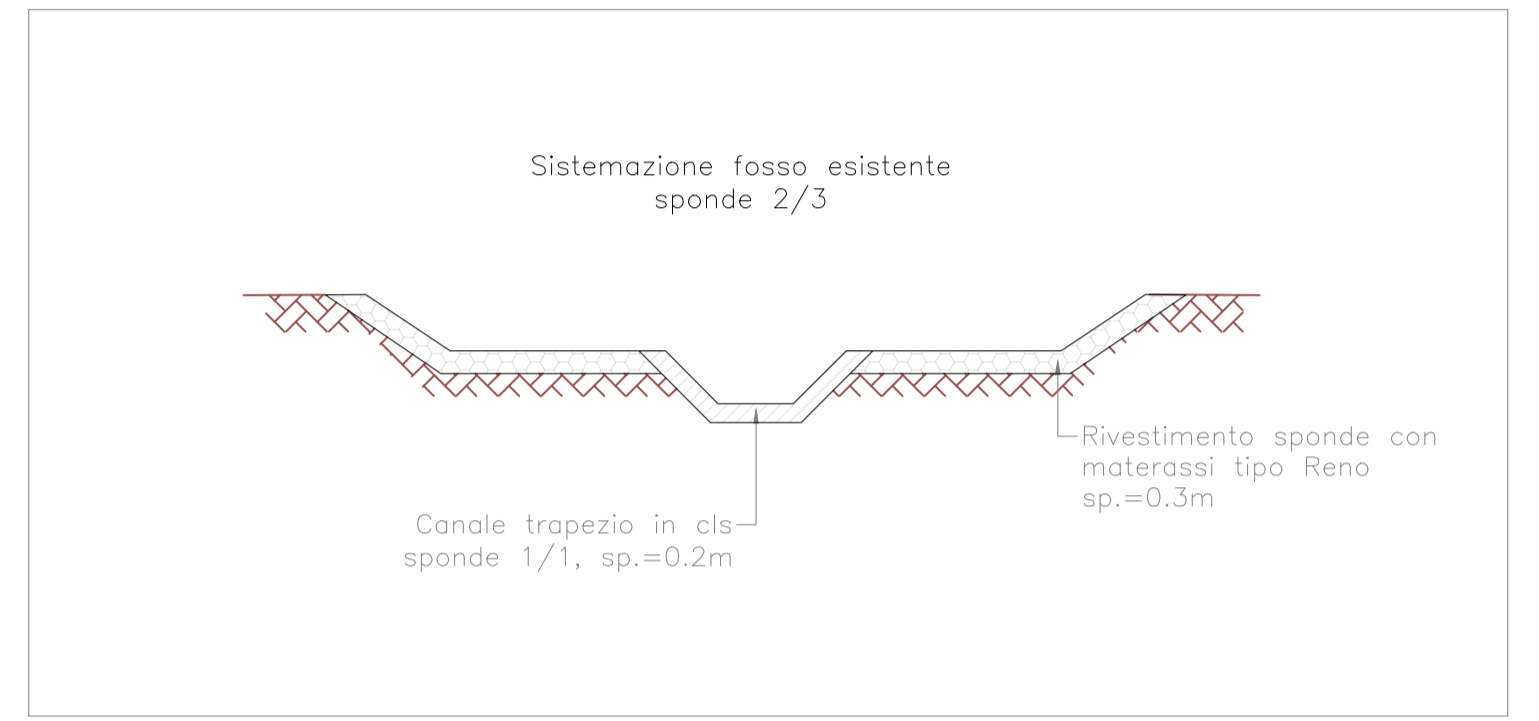 Sistemazione fosso esistente
sponde 2/3
Rivestimento sponde con
materassi tipo Reno
sp.=0.3m
Canale trapezio in cls
sponde 1/1, sp.=0.2m